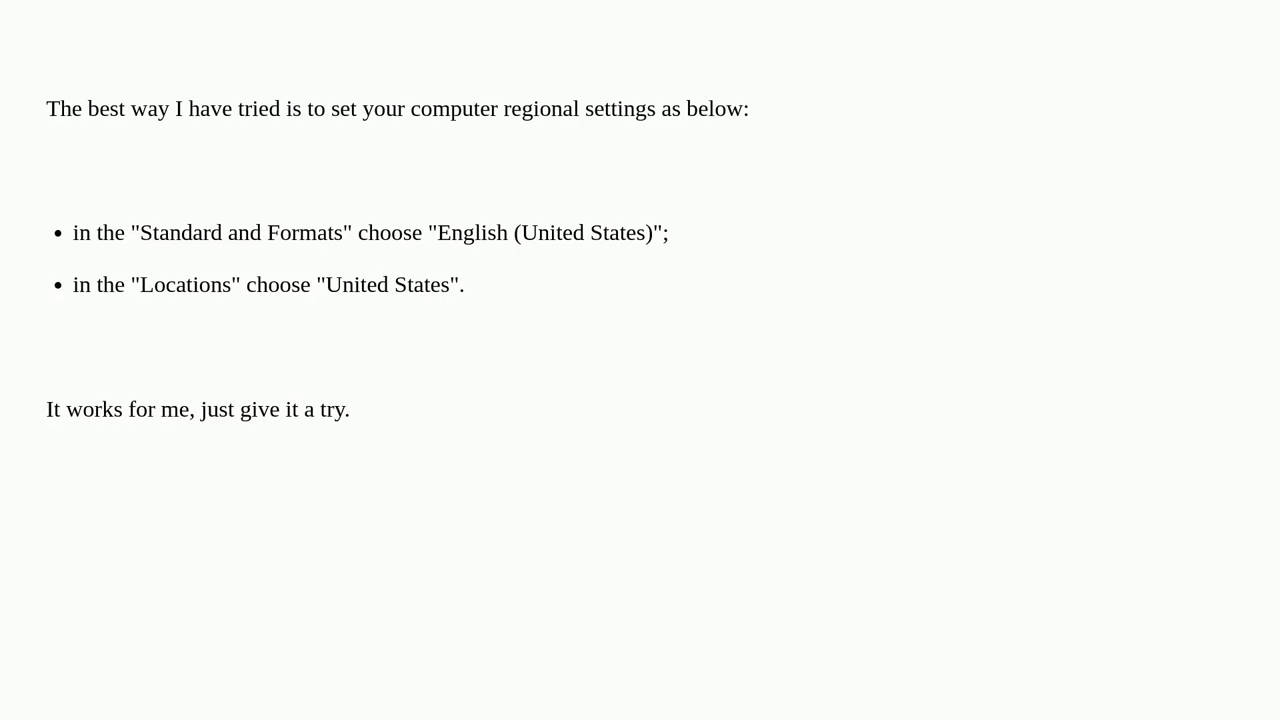 The best way I have tried is to set your computer regional settings as below:
• in the "Standard and Formats" choose "English (United States)";
• in the "Locations" choose "United States".
It works for me, just give it a try.